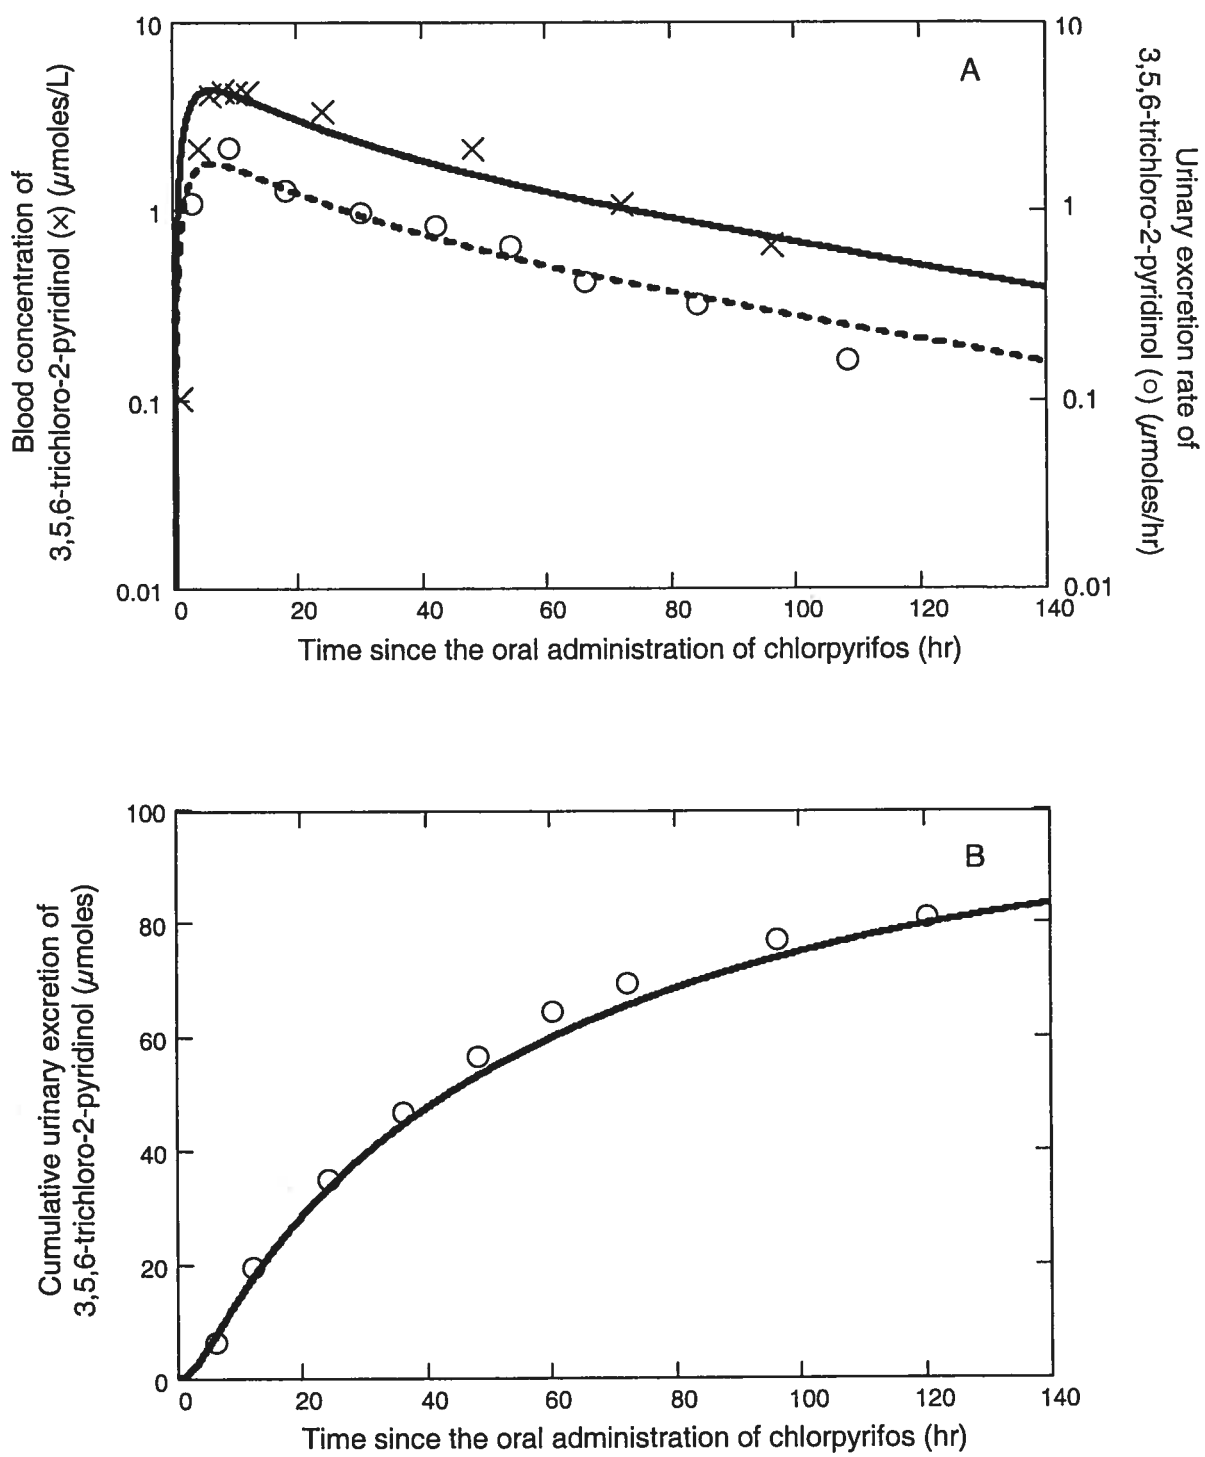 10
1
0.1
0.01
Blood concentration of
3,5,6-trichloro-2-pyridinol (×) (μmoles/L)
A
10
1
0.1
0.01
Urinary excretion rate of
3,5,6-trichloro-2-pyridinol (○) (μmoles/hr)
0 20 40 60 80 100 120 140
Time since the oral administration of chlorpyrifos (hr)
100
80
60
40
20
0
Cumulative urinary excretion of
3,5,6-trichloro-2-pyridinol (μmoles)
B
0 20 40 60 80 100 120 140
Time since the oral administration of chlorpyrifos (hr)